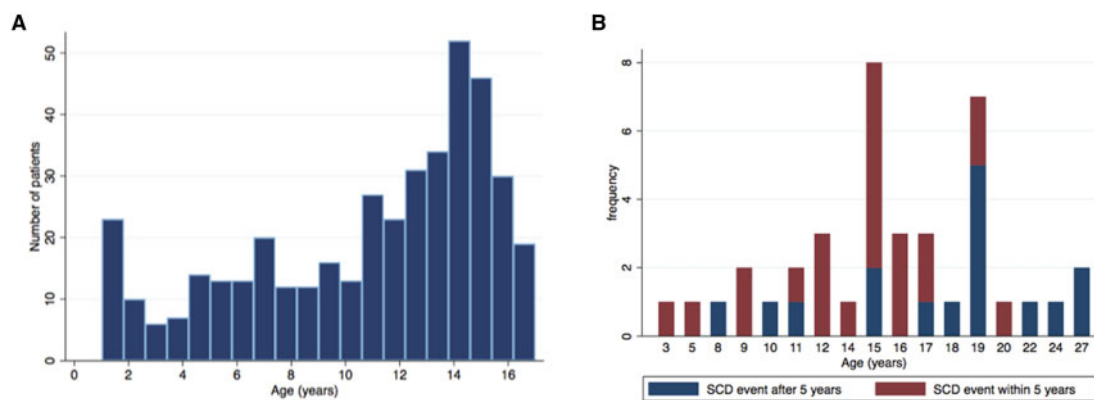 A
B
Number of patients
50
40
30
20
10
0
0 2 4 6 8 10 12 14 16
Age (years)
frequency
8
6
4
2
0
3 5 8 9 10 11 12 14 15 16 17 18 19 20 22 24 27
Age (years)
SCD event after 5 years SCD event within 5 years